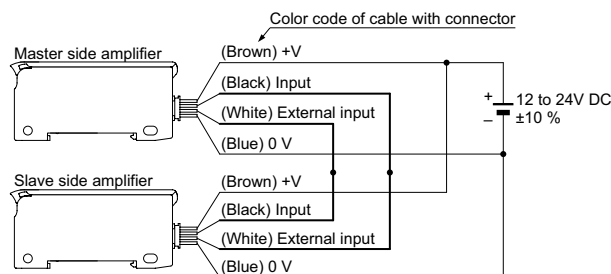 Color code of cable with connector
Master side amplifier
(Brown) +V
(Black) Input
(White) External input
(Blue) 0 V
+
–
12 to 24V DC
±10 %
Slave side amplifier
(Brown) +V
(Black) Input
(White) External input
(Blue) 0 V